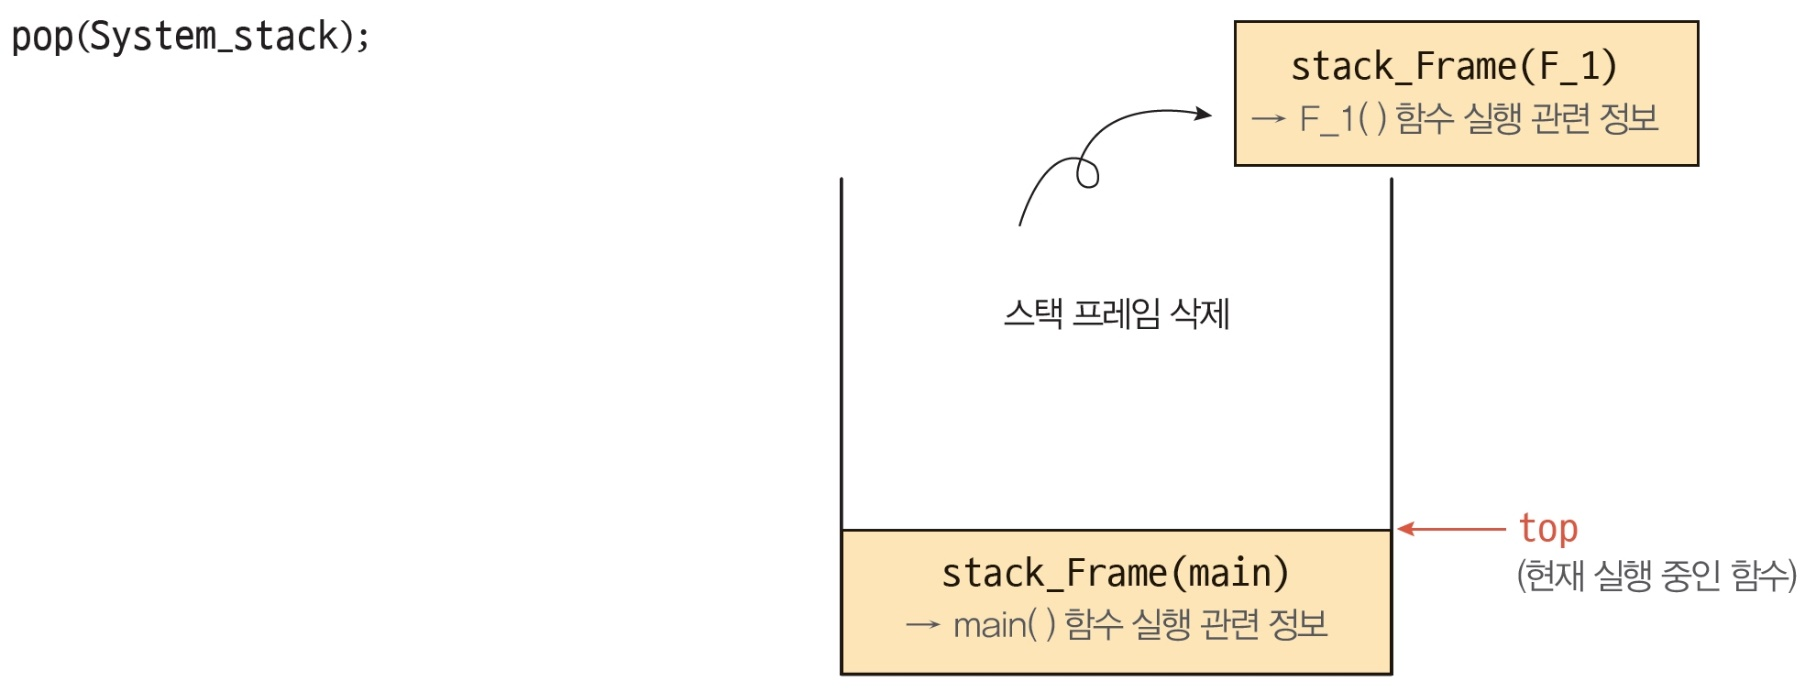 pop(System_stack);
stack_Frame(F_1)
→ F_1( ) 함수 실행 관련 정보
스택 프레임 삭제
top
(현재 실행 중인 함수)
stack_Frame(main)
→ main( ) 함수 실행 관련 정보